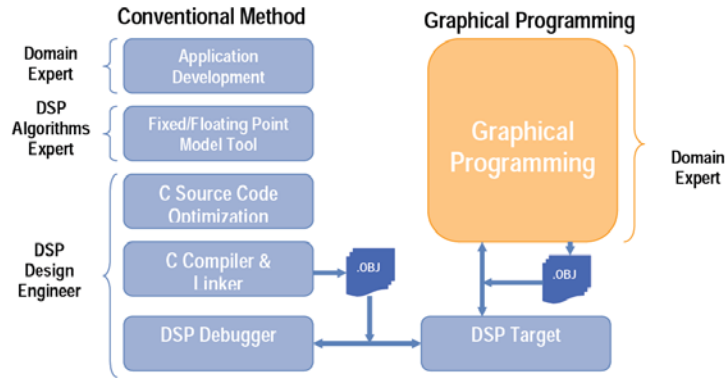 Conventional Method
Graphical Programming
Domain
Expert
Application
Development
DSP
Algorithms
Expert
Fixed/Floating Point
Model Tool
Graphical
Programming
Domain
Expert
C Source Code
Optimization
DSP
Design
Engineer
C Compiler &
Linker
.OBJ
.OBJ
DSP Debugger
DSP Target